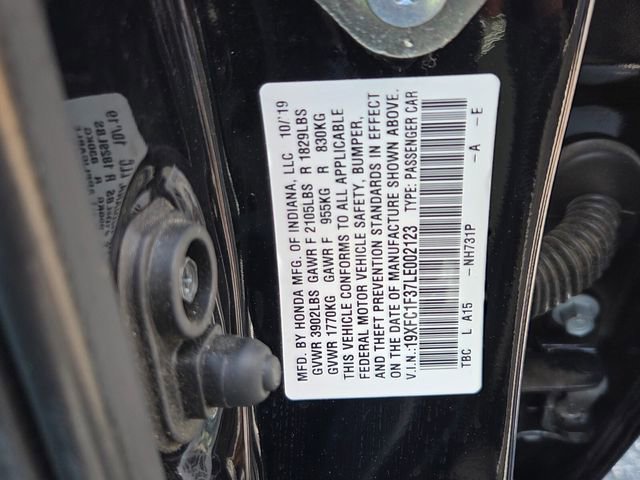 MFD. BY HONDA MFG. OF INDIANA, LLC 10/'19
GVWR 3902LBS GAWR F 2105LBS R 1829LBS
GVWR 1770KG GAWR F 955KG R 830KG
THIS VEHICLE CONFORMS TO ALL APPLICABLE
FEDERAL MOTOR VEHICLE SAFETY, BUMPER,
AND THEFT PREVENTION STANDARDS IN EFFECT
ON THE DATE OF MANUFACTURE SHOWN ABOVE.
V.I.N.:19XFC1F37LE002123 TYPE: PASSENGER CAR
TBC L A15 -NH731P -A -E